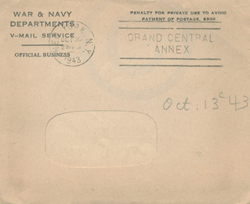 WAR & NAVY
DEPARTMENTS
V-MAIL SERVICE
OFFICIAL BUSINESS
N.Y.
1943
PENALTY FOR PRIVATE USE TO AVOID
PAYMENT OF POSTAGE, $300
GRAND CENTRAL
ANNEX
Oct. 13 43